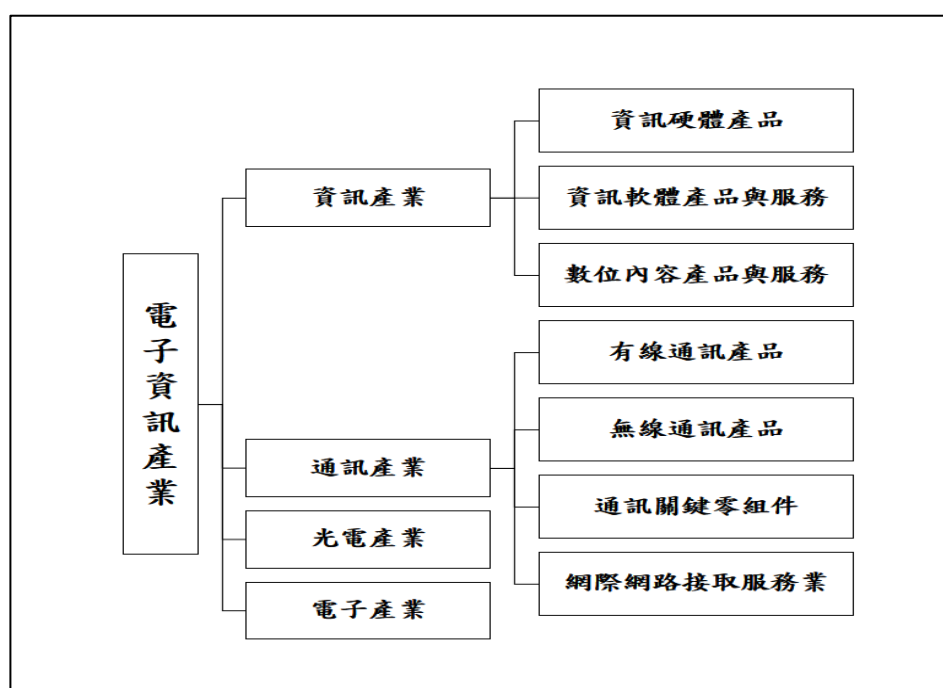 電子資訊產業
資訊產業
資訊硬體產品
資訊軟體產品與服務
數位內容產品與服務
通訊產業
有線通訊產品
無線通訊產品
通訊關鍵零組件
網際網路接取服務業
光電產業
電子產業